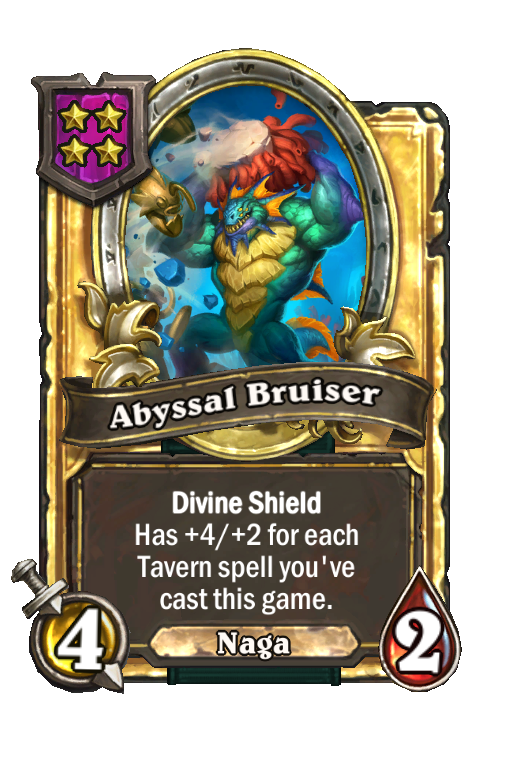 Abyssal Bruiser
Divine Shield
Has +4/+2 for each
Tavern spell you've
cast this game.
4
Naga
2